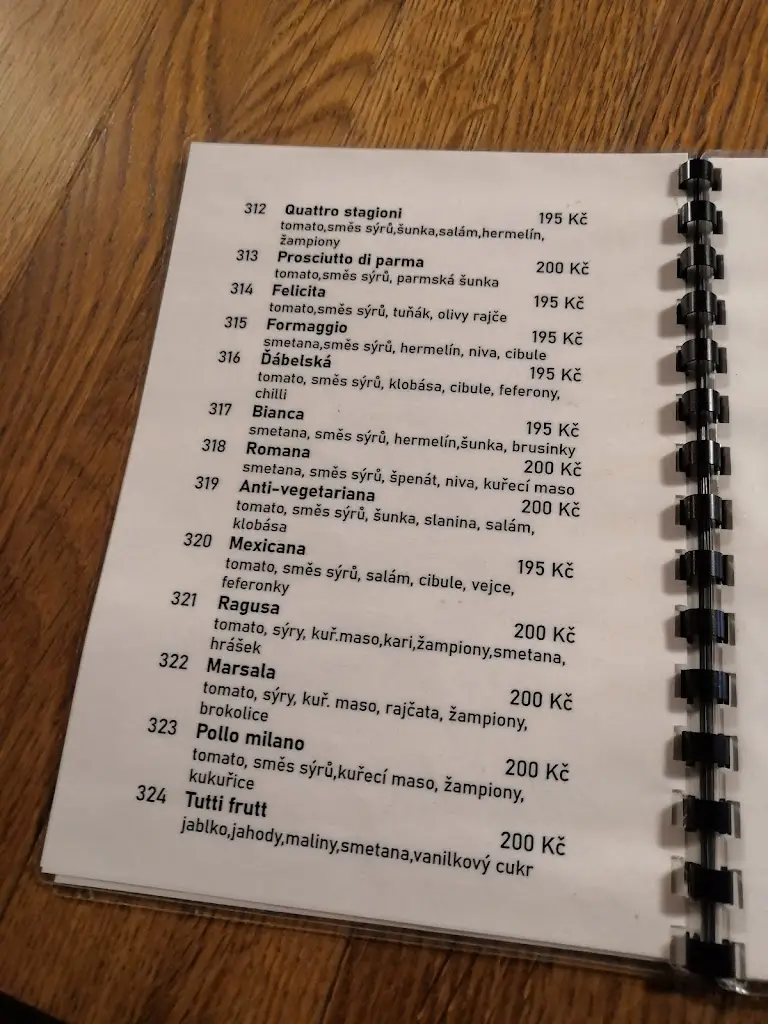 312 Quattro stagioni 195 Kč
tomato,směs sýrů,šunka,salám,hermelín,
žampiony
313 Prosciutto di parma 200 Kč
tomato,směs sýrů, parmská šunka
314 Felicita 195 Kč
tomato,směs sýrů, tuňák, olivy rajče
315 Formaggio 195 Kč
smetana,směs sýrů, hermelín, niva, cibule
316 Ďábelská 195 Kč
tomato, směs sýrů, klobása, cibule, feferony,
chilli
317 Bianca 195 Kč
smetana, směs sýrů, hermelín,šunka, brusinky
318 Romana 200 Kč
smetana, směs sýrů, špenát, niva, kuřecí maso
319 Anti-vegetariana 200 Kč
tomato, směs sýrů, šunka, slanina, salám,
klobása
320 Mexicana 195 Kč
tomato, směs sýrů, salám, cibule, vejce,
feferonky
321 Ragusa 200 Kč
tomato, sýry, kuř.maso,kari,žampiony,smetana,
hrášek
322 Marsala 200 Kč
tomato, sýry, kuř. maso, rajčata, žampiony,
brokolice
323 Pollo milano 200 Kč
tomato, směs sýrů,kuřecí maso, žampiony,
kukuřice
324 Tutti frutt 200 Kč
jablko,jahody,maliny,smetana,vanilkový cukr